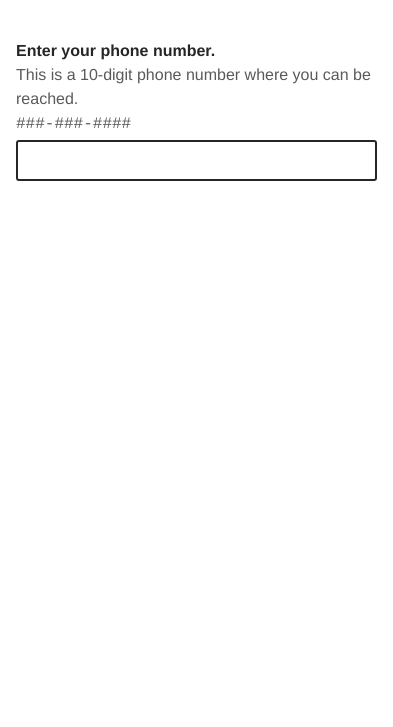 Enter your phone number.
This is a 10-digit phone number where you can be
reached.
###-###-####